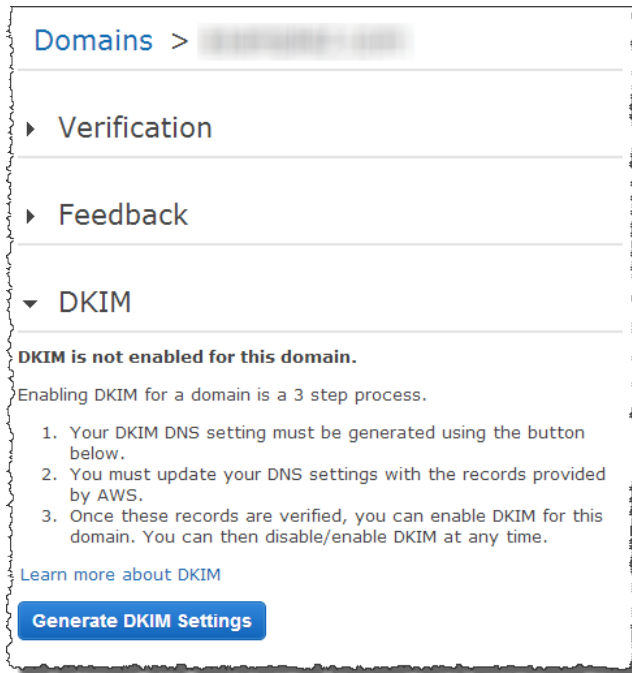 Domains >
Verification
Feedback
DKIM
DKIM is not enabled for this domain.
Enabling DKIM for a domain is a 3 step process.
1. Your DKIM DNS setting must be generated using the button
below.
2. You must update your DNS settings with the records provided
by AWS.
3. Once these records are verified, you can enable DKIM for this
domain. You can then disable/enable DKIM at any time.
Learn more about DKIM
Generate DKIM Settings